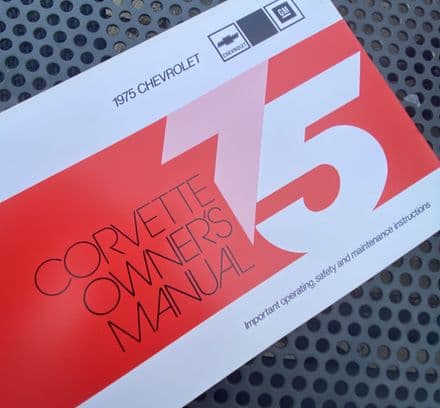 1975 CHEVROLET
CHEVROLET
GM
75
CORVETTE
OWNER'S
MANUAL
Important operating, safety and maintenance instructions